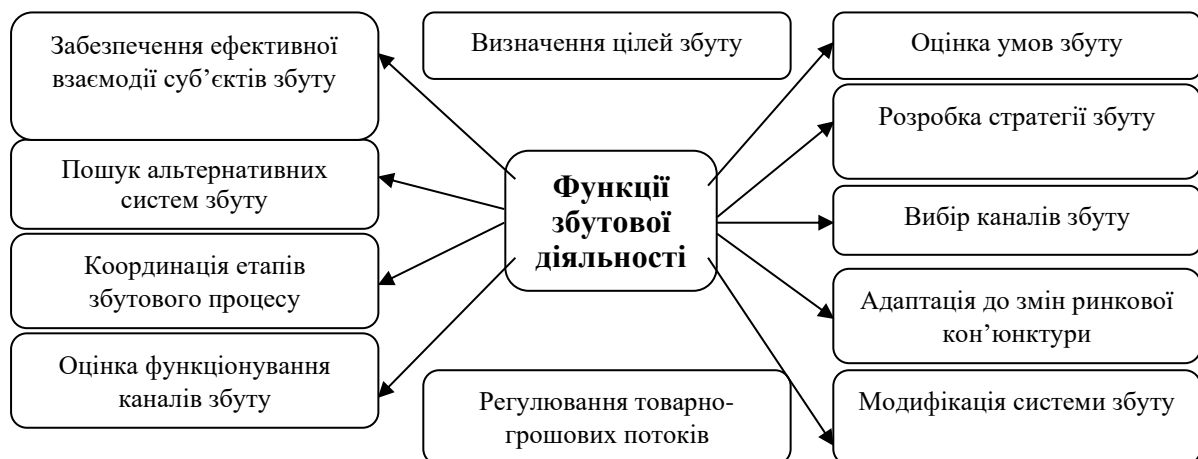 Забезпечення ефективної
взаємодії суб’єктів збуту
Визначення цілей збуту
Оцінка умов збуту
Розробка стратегії збуту
Пошук альтернативних
систем збуту
Функції
збутової
діяльності
Вибір каналів збуту
Координація етапів
збутового процесу
Адаптація до змін ринкової
кон’юнктури
Оцінка функціонування
каналів збуту
Регулювання товарно-
грошових потоків
Модифікація системи збуту